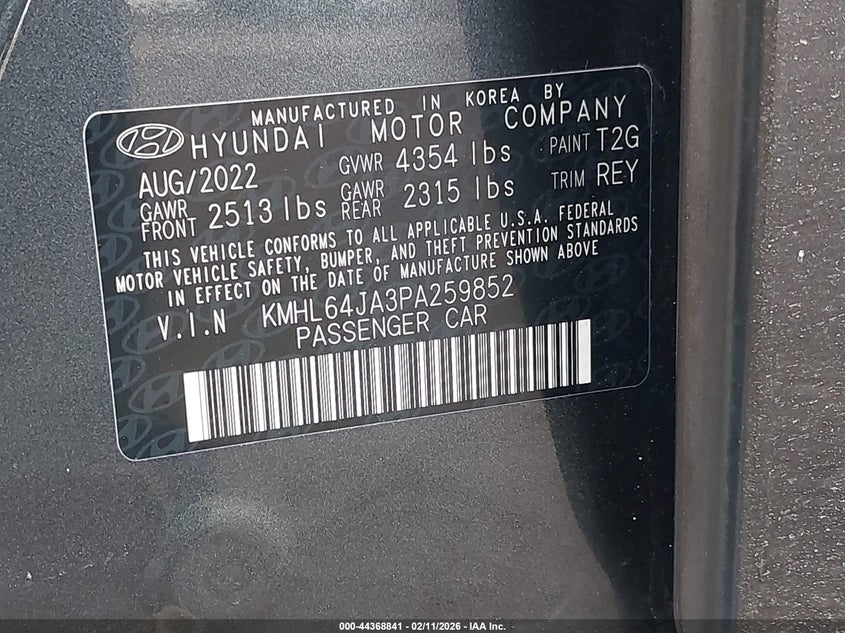 MANUFACTURED IN KOREA BY
HYUNDAI MOTOR COMPANY
AUG/2022 GVWR 4354 lbs PAINT T2G
GAWR FRONT 2513 lbs GAWR REAR 2315 lbs TRIM REY
THIS VEHICLE CONFORMS TO ALL APPLICABLE U.S.A. FEDERAL
MOTOR VEHICLE SAFETY, BUMPER, AND THEFT PREVENTION STANDARDS
IN EFFECT ON THE DATE OF MANUFACTURE SHOWN ABOVE
V.I.N KMHL64JA3PA259852
PASSENGER CAR
000-44368841 - 02/11/2026 - IAA Inc.